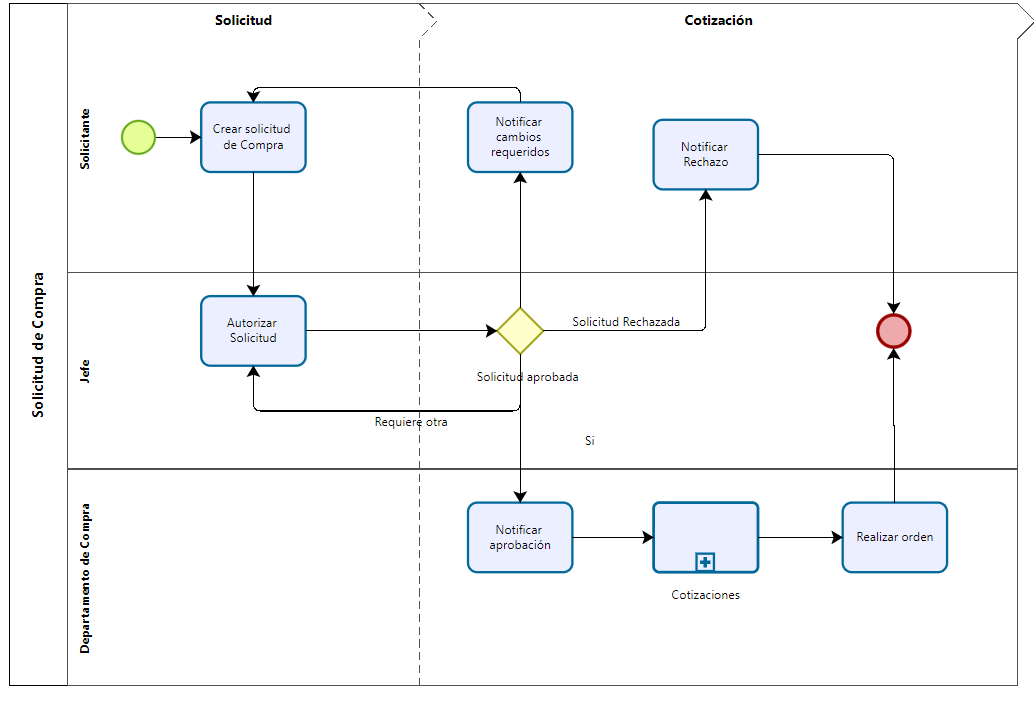 Solicitud
Cotización
Solicitud de Compra
Solicitante
Crear solicitud
de Compra
Notificar
cambios
requeridos
Notificar
Rechazo
Jefe
Autorizar
Solicitud
Solicitud Rechazada
Solicitud aprobada
Requiere otra
Si
Departamento de Compra
Notificar
aprobación
Cotizaciones
Realizar orden